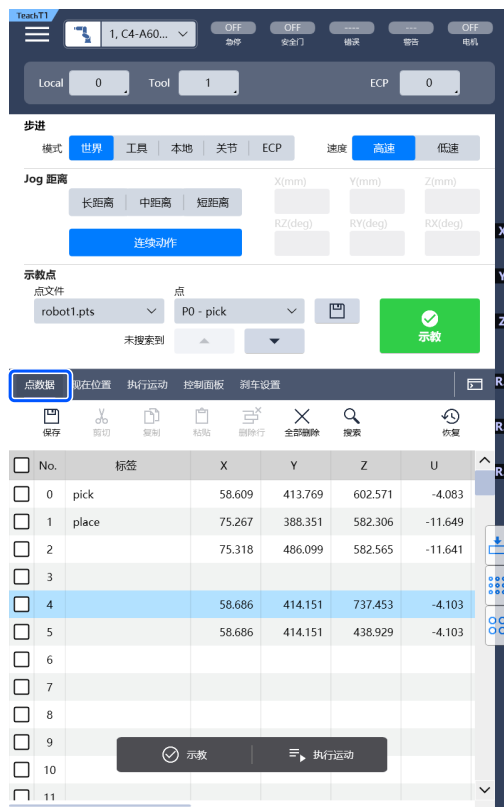 TeachT1
1, C4-A60... OFF OFF ---- --- OFF
急停 安全门 错误 警告 电机
Local 0 Tool 1 ECP 0
步进
模式 世界 工具 本地 关节 ECP 速度 高速 低速
Jog 距离 X(mm) Y(mm) Z(mm)
长距离 中距离 短距离
RZ(deg) RY(deg) RX(deg)
连续动作
X
Y
Z
R
R
R
示教点
点文件 点
robot1.pts P0 - pick
示教
未搜索到
点数据 现在位置 执行运动 控制面板 刹车设置
保存 剪切 复制 粘贴 删除行 全部删除 搜索 恢复
No. 标签 X Y Z U
0 pick 58.609 413.769 602.571 -4.083
1 place 75.267 388.351 582.306 -11.649
2 75.318 486.099 582.565 -11.641
3
4 58.686 414.151 737.453 -4.103
5 58.686 414.151 438.929 -4.103
6
7
8
9
示教 执行运动
10
11